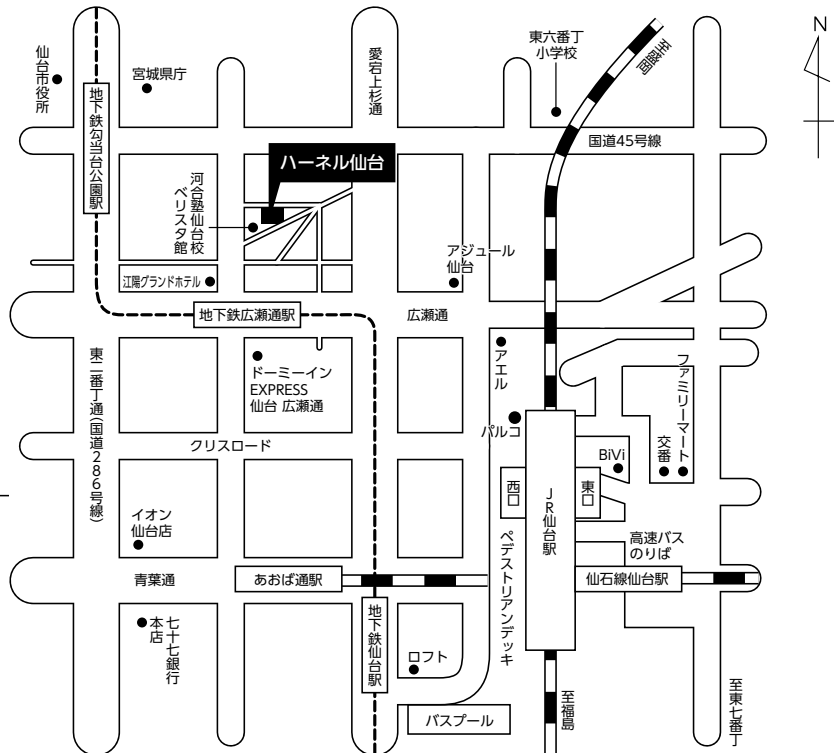 仙台市役所
宮城県庁
愛宕上杉通
東六番丁
小学校
至盛岡
N
地下鉄勾当台公園駅
国道45号線
ハーネル仙台
河合塾仙台校
ベリスタ館
アジュール
仙台
江陽グランドホテル
地下鉄広瀬通駅
広瀬通
東二番丁通(国道286号線)
ドーミーイン
EXPRESS
仙台 広瀬通
アエル
ファミリーマート
パルコ
クリスロード
BiVi
交番
西口
JR仙台駅
東口
イオン
仙台店
ペデストリアンデッキ
高速バス
のりば
青葉通
あおば通駅
仙石線仙台駅
七十七銀行
本店
地下鉄仙台駅
ロフト
バスプール
至福島
至東七番丁